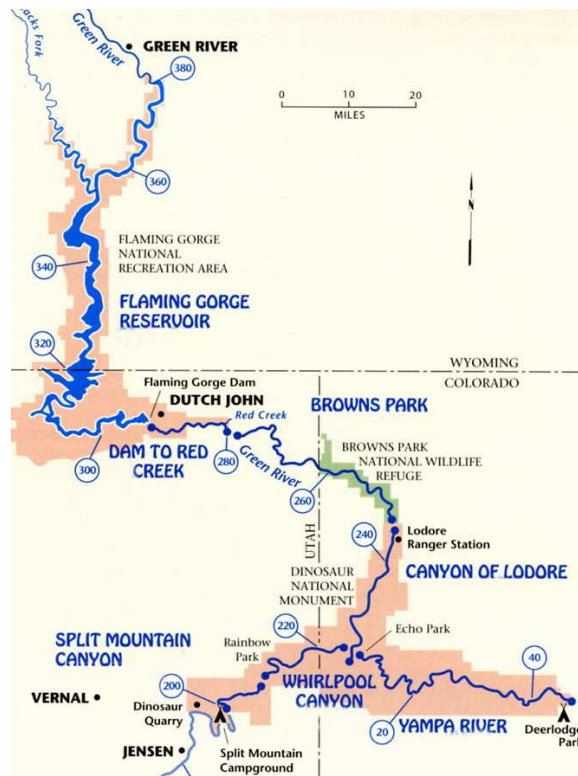 acks Fork
Green River
GREEN RIVER
380
0 10 20
MILES
360
N
FLAMING GORGE
NATIONAL
RECREATION AREA
340
FLAMING GORGE
RESERVOIR
320
WYOMING
COLORADO
Flaming Gorge Dam
DUTCH JOHN
Red Creek
BROWNS PARK
300
DAM TO RED
CREEK
280
Green River
BROWNS PARK
NATIONAL WILDLIFE
REFUGE
260
UTAH
240
Lodore
Ranger Station
DINOSAUR
NATIONAL
MONUMENT
CANYON OF LODORE
SPLIT MOUNTAIN
CANYON
220
Rainbow
Park
Echo Park
WHIRLPOOL
CANYON
40
VERNAL
200
Dinosaur
Quarry
20
YAMPA RIVER
Deerlodge
Park
JENSEN
Split Mountain
Campground